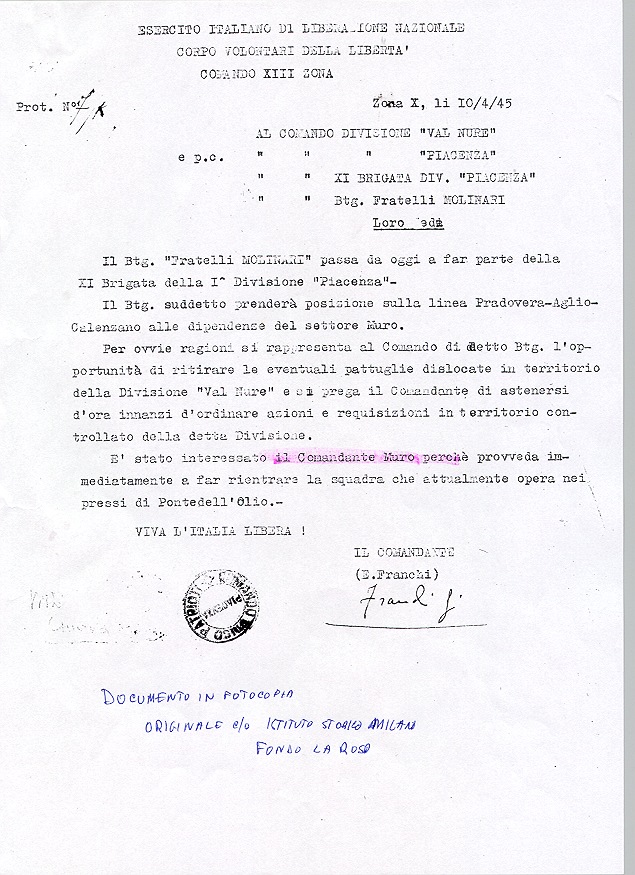 ESERCITO ITALIANO DI LIBERAZIONE NAZIONALE
CORPO VOLONTARI DELLA LIBERTA'
COMANDO XIII ZONA
Prot. N° 7/
Zona X, li IO/4/45
AL COMANDO DIVISIONE "VAL NURE"
e p.c. " " " "PIACENZA"
" " XI BRIGATA DIV. "PIACENZA"
" " Btg. Fratelli MOLINARI
Loro
Il Btg. "Fratelli MOLINARI" passa da oggi a far parte della
XI Brigata della I^ Divisione "Piacenza"-
Il Btg. suddetto prenderà posizione sulla linea Pradovera-Aglio-
Calenzano alle dipendenze del settore Muro.
Per ovvie ragioni si rappresenta al Comando di detto Btg. l'op-
portunità di ritirare le eventuali pattuglie dislocate in territorio
della Divisione "Val Nure" e si prega il Comandante di astenersi
d'ora innanzi d'ordinare azioni e requisizioni in territorio con-
trollato della detta Divisione.
E' stato interessato il Comandante Muro perchè provveda im-
mediatamente a far rientrare la squadra che attualmente opera nei
pressi di Pontedell'Olio.-
VIVA L'ITALIA LIBERA !
IL COMANDANTE
(E.Franchi)
COMANDO
PIACENZA
DOCUMENTO IN FOTOCOPIA
ORIGINALE c/o ISTITUTO STORICO MILANO
FONDO LA ROSA